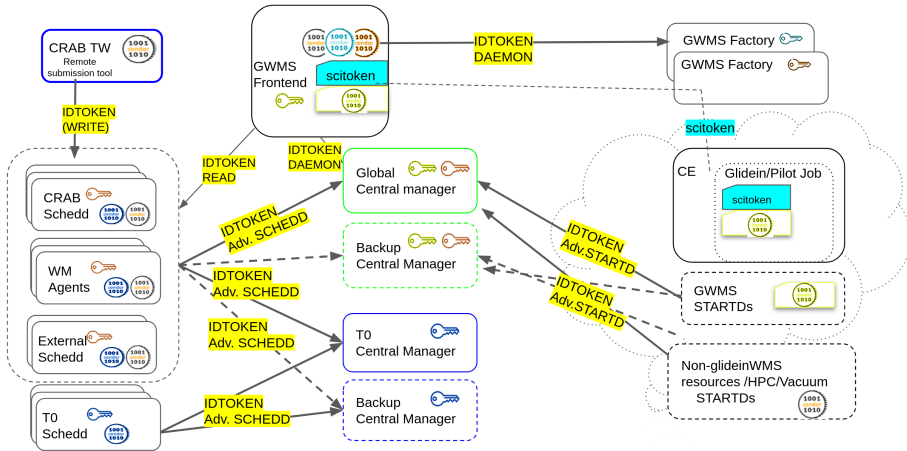 CRAB TW
Remote
submission tool
IDTOKEN
(WRITE)
GWMS
Frontend
scitoken
IDTOKEN
DAEMON
GWMS Factory
GWMS Factory
scitoken
IDTOKEN
READ
IDTOKEN
DAEMON
CRAB
Schedd
WM
Agents
External
Schedd
T0
Schedd
IDTOKEN
Adv. SCHEDD
IDTOKEN
Adv. SCHEDD
IDTOKEN
Adv. SCHEDD
IDTOKEN
Adv. SCHEDD
Global
Central manager
Backup
Central Manager
T0
Central Manager
Backup
Central Manager
IDTOKEN
Adv.STARTD
IDTOKEN
Adv.STARTD
CE
Glidein/Pilot Job
scitoken
GWMS
STARTDs
Non-glideinWMS
resources /HPC/Vacuum
STARTDs